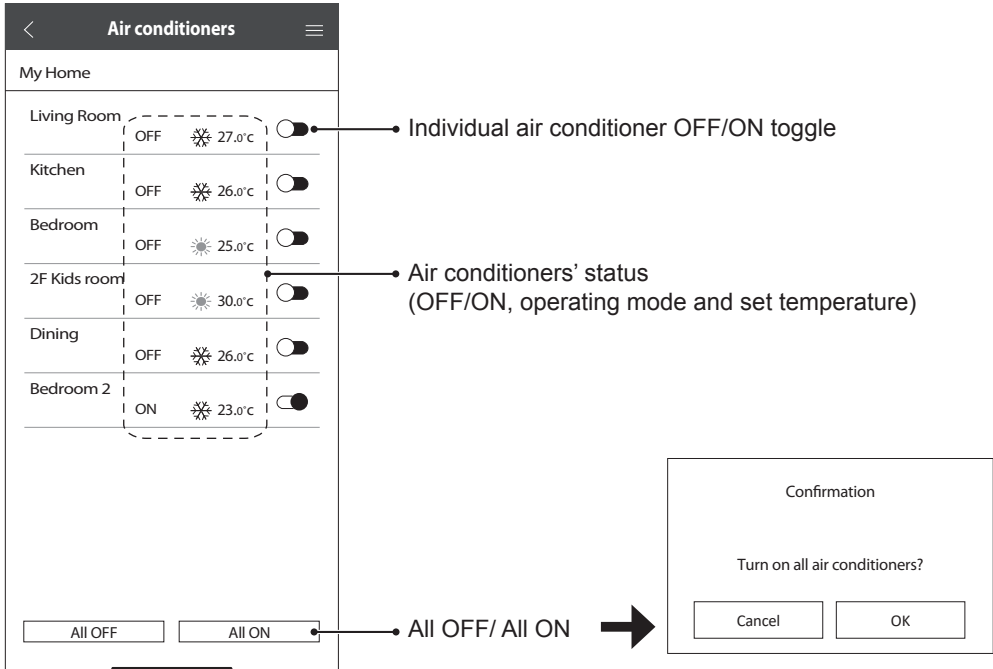 Air conditioners
My Home
Living Room
OFF 27.0°c
Individual air conditioner OFF/ON toggle
Kitchen
OFF 26.0°c
Bedroom
OFF 25.0°c
2F Kids room
OFF 30.0°c
Air conditioners’ status
(OFF/ON, operating mode and set temperature)
Dining
OFF 26.0°c
Bedroom 2
ON 23.0°c
All OFF
All ON
All OFF/ All ON
Confirmation
Turn on all air conditioners?
Cancel
OK